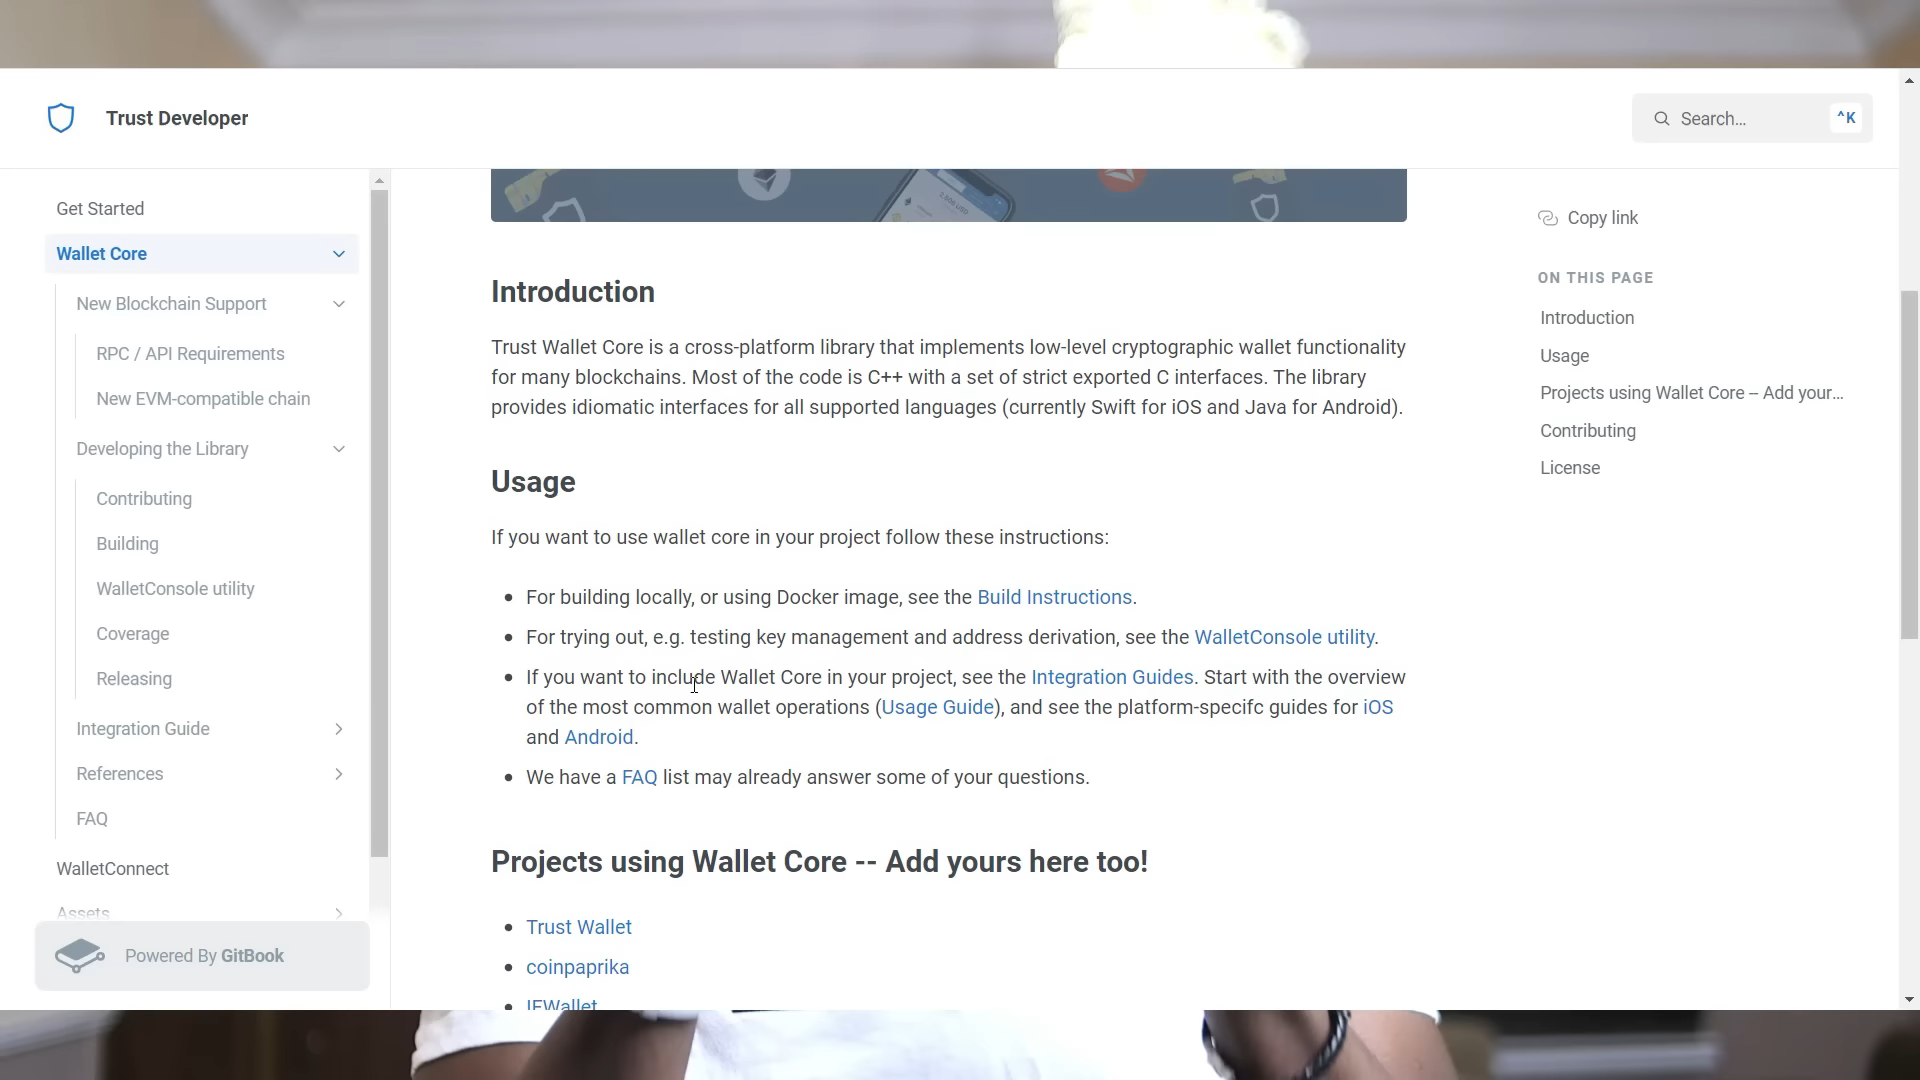 Trust Developer
Search...
^K
Get Started
Wallet Core
New Blockchain Support
RPC / API Requirements
New EVM-compatible chain
Developing the Library
Contributing
Building
WalletConsole utility
Coverage
Releasing
Integration Guide
References
FAQ
WalletConnect
Assets
Powered By GitBook
Introduction
Trust Wallet Core is a cross-platform library that implements low-level cryptographic wallet functionality
for many blockchains. Most of the code is C++ with a set of strict exported C interfaces. The library
provides idiomatic interfaces for all supported languages (currently Swift for iOS and Java for Android).
Usage
If you want to use wallet core in your project follow these instructions:
• For building locally, or using Docker image, see the Build Instructions.
• For trying out, e.g. testing key management and address derivation, see the WalletConsole utility.
• If you want to include Wallet Core in your project, see the Integration Guides. Start with the overview
of the most common wallet operations (Usage Guide), and see the platform-specifc guides for iOS
and Android.
• We have a FAQ list may already answer some of your questions.
Projects using Wallet Core -- Add yours here too!
• Trust Wallet
• coinpaprika
• IFWallet
Copy link
ON THIS PAGE
Introduction
Usage
Projects using Wallet Core – Add your...
Contributing
License